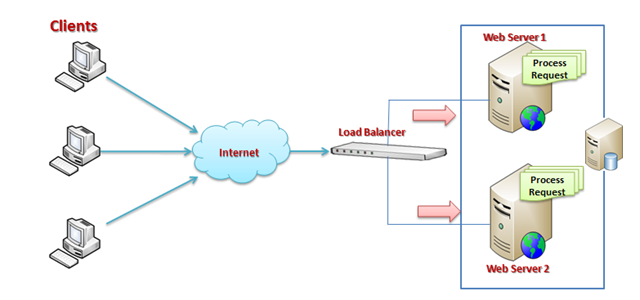 Clients
Internet
Load Balancer
Web Server 1
Process
Request
Process
Request
Web Server 2